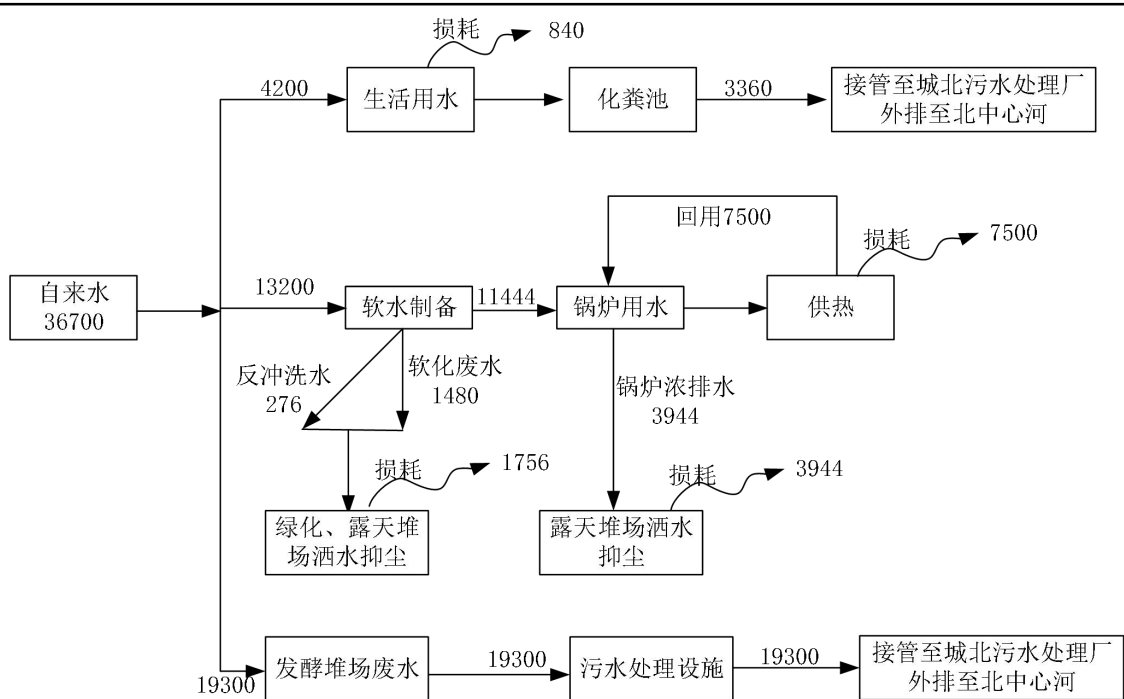 损耗
840
4200
生活用水
化粪池
3360
接管至城北污水处理厂
外排至北中心河
回用7500
损耗
7500
自来水
36700
13200
软水制备
11444
锅炉用水
供热
反冲洗水
276
软化废水
1480
锅炉浓排水
3944
损耗
1756
损耗
3944
绿化、露天堆
场洒水抑尘
露天堆场洒水
抑尘
19300
发酵堆场废水
19300
污水处理设施
19300
接管至城北污水处理厂
外排至北中心河